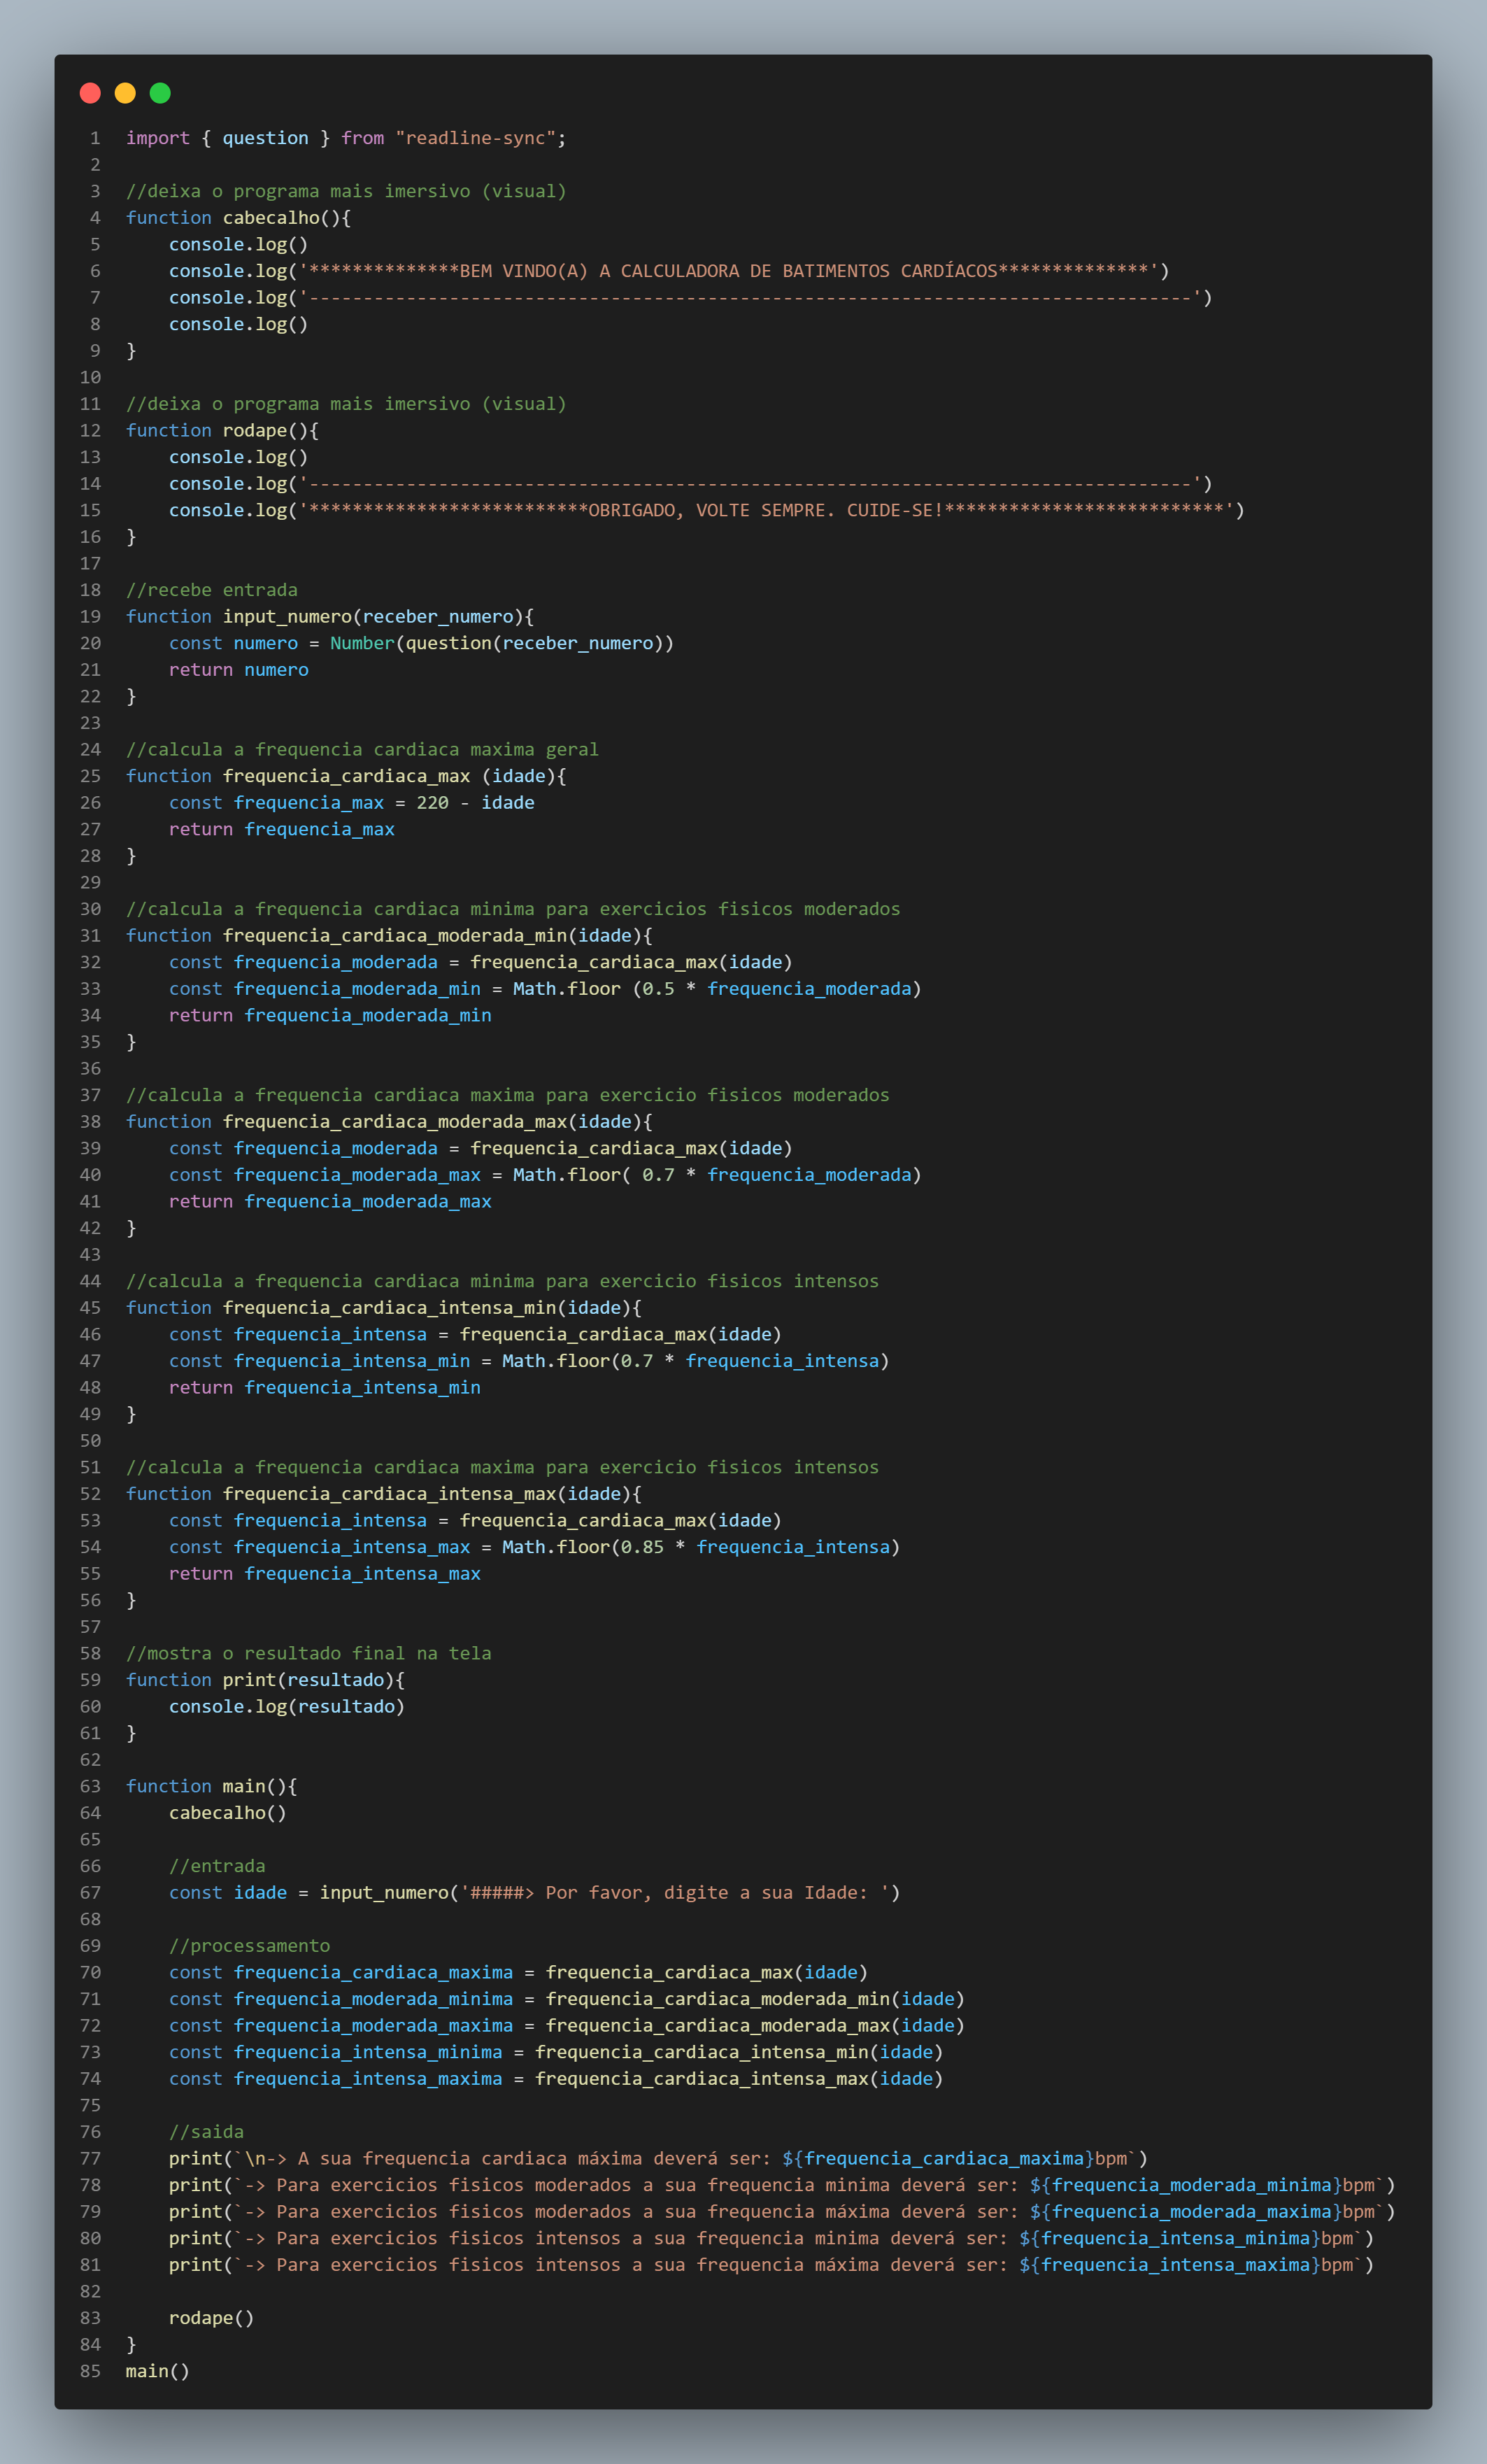 1 import { question } from "readline-sync";
2
3 //deixa o programa mais imersivo (visual)
4 function cabecalho(){
5     console.log()
6     console.log('**************BEM VINDO(A) A CALCULADORA DE BATIMENTOS CARDÍACOS**************')
7     console.log('----------------------------------------------------------------------------------')
8     console.log()
9 }
10
11 //deixa o programa mais imersivo (visual)
12 function rodape(){
13     console.log()
14     console.log('----------------------------------------------------------------------------------')
15     console.log('**************************OBRIGADO, VOLTE SEMPRE. CUIDE-SE!**************************')
16 }
17
18 //recebe entrada
19 function input_numero(receber_numero){
20     const numero = Number(question(receber_numero))
21     return numero
22 }
23
24 //calcula a frequencia cardiaca maxima geral
25 function frequencia_cardiaca_max (idade){
26     const frequencia_max = 220 - idade
27     return frequencia_max
28 }
29
30 //calcula a frequencia cardiaca minima para exercicios fisicos moderados
31 function frequencia_cardiaca_moderada_min(idade){
32     const frequencia_moderada = frequencia_cardiaca_max(idade)
33     const frequencia_moderada_min = Math.floor (0.5 * frequencia_moderada)
34     return frequencia_moderada_min
35 }
36
37 //calcula a frequencia cardiaca maxima para exercicio fisicos moderados
38 function frequencia_cardiaca_moderada_max(idade){
39     const frequencia_moderada = frequencia_cardiaca_max(idade)
40     const frequencia_moderada_max = Math.floor( 0.7 * frequencia_moderada)
41     return frequencia_moderada_max
42 }
43
44 //calcula a frequencia cardiaca minima para exercicio fisicos intensos
45 function frequencia_cardiaca_intensa_min(idade){
46     const frequencia_intensa = frequencia_cardiaca_max(idade)
47     const frequencia_intensa_min = Math.floor(0.7 * frequencia_intensa)
48     return frequencia_intensa_min
49 }
50
51 //calcula a frequencia cardiaca maxima para exercicio fisicos intensos
52 function frequencia_cardiaca_intensa_max(idade){
53     const frequencia_intensa = frequencia_cardiaca_max(idade)
54     const frequencia_intensa_max = Math.floor(0.85 * frequencia_intensa)
55     return frequencia_intensa_max
56 }
57
58 //mostra o resultado final na tela
59 function print(resultado){
60     console.log(resultado)
61 }
62
63 function main(){
64     cabecalho()
65
66     //entrada
67     const idade = input_numero('#####> Por favor, digite a sua Idade: ')
68
69     //processamento
70     const frequencia_cardiaca_maxima = frequencia_cardiaca_max(idade)
71     const frequencia_moderada_minima = frequencia_cardiaca_moderada_min(idade)
72     const frequencia_moderada_maxima = frequencia_cardiaca_moderada_max(idade)
73     const frequencia_intensa_minima = frequencia_cardiaca_intensa_min(idade)
74     const frequencia_intensa_maxima = frequencia_cardiaca_intensa_max(idade)
75
76     //saida
77     print(`\n-> A sua frequencia cardiaca máxima deverá ser: ${frequencia_cardiaca_maxima}bpm`)
78     print(`-> Para exercicios fisicos moderados a sua frequencia minima deverá ser: ${frequencia_moderada_minima}bpm`)
79     print(`-> Para exercicios fisicos moderados a sua frequencia máxima deverá ser: ${frequencia_moderada_maxima}bpm`)
80     print(`-> Para exercicios fisicos intensos a sua frequencia minima deverá ser: ${frequencia_intensa_minima}bpm`)
81     print(`-> Para exercicios fisicos intensos a sua frequencia máxima deverá ser: ${frequencia_intensa_maxima}bpm`)
82
83     rodape()
84 }
85 main()